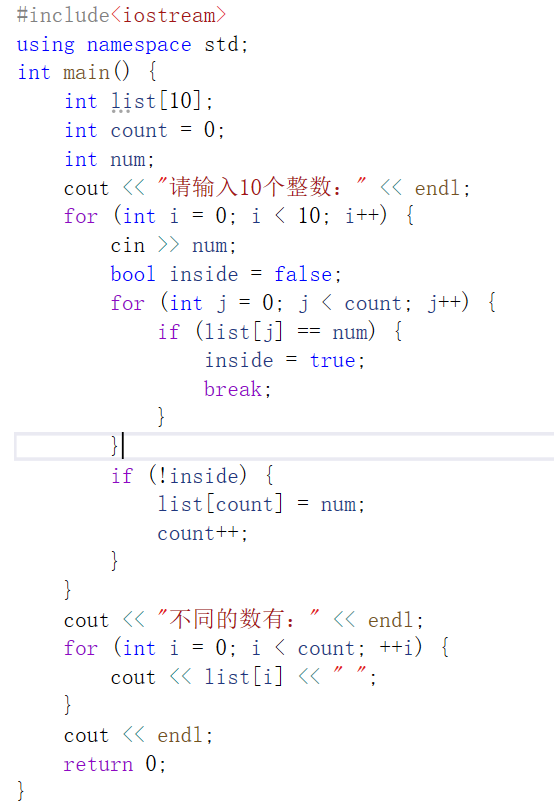 #include<iostream>
using namespace std;
int main() {
    int list[10];
    int count = 0;
    int num;
    cout << "请输入10个整数：" << endl;
    for (int i = 0; i < 10; i++) {
        cin >> num;
        bool inside = false;
        for (int j = 0; j < count; j++) {
            if (list[j] == num) {
                inside = true;
                break;
            }
        }
        if (!inside) {
            list[count] = num;
            count++;
        }
    }
    cout << "不同的数有：" << endl;
    for (int i = 0; i < count; ++i) {
        cout << list[i] << " ";
    }
    cout << endl;
    return 0;
}